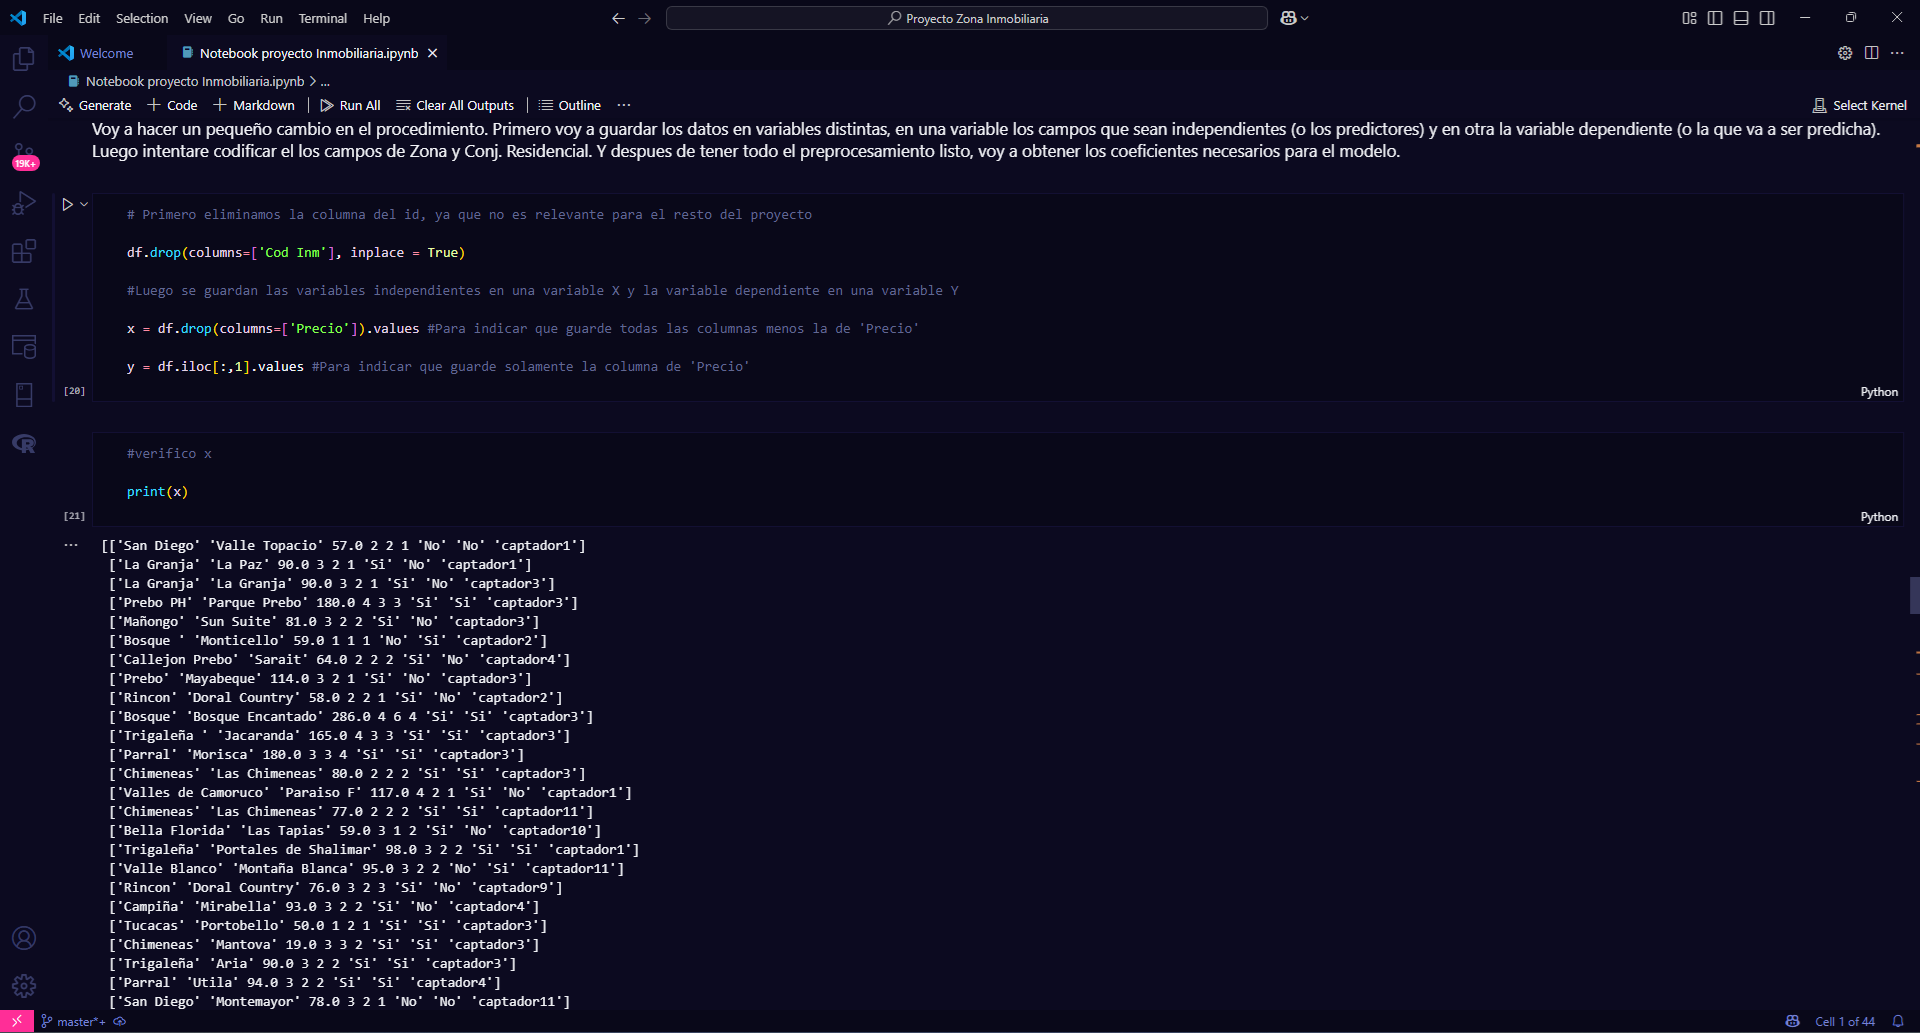 File Edit Selection View Go Run Terminal Help
Proyecto Zona Inmobiliaria
Welcome
Notebook proyecto Inmobiliaria.ipynb
Notebook proyecto Inmobiliaria.ipynb > ...
Generate + Code + Markdown | Run All Clear All Outputs | Outline ...
Select Kernel
Voy a hacer un pequeño cambio en el procedimiento. Primero voy a guardar los datos en variables distintas, en una variable los campos que sean independientes (o los predictores) y en otra la variable dependiente (o la que va a ser predicha).
Luego intentare codificar el los campos de Zona y Conj. Residencial. Y despues de tener todo el preprocesamiento listo, voy a obtener los coeficientes necesarios para el modelo.
19K+
# Primero eliminamos la columna del id, ya que no es relevante para el resto del proyecto
df.drop(columns=['Cod Inm'], inplace = True)
#Luego se guardan las variables independientes en una variable X y la variable dependiente en una variable Y
x = df.drop(columns=['Precio']).values #Para indicar que guarde todas las columnas menos la de 'Precio'
y = df.iloc[:,1].values #Para indicar que guarde solamente la columna de 'Precio'
[20]
Python
#verifico x
print(x)
[21]
Python
...
[['San Diego' 'Valle Topacio' 57.0 2 2 1 'No' 'No' 'captador1']
['La Granja' 'La Paz' 90.0 3 2 1 'Si' 'No' 'captador1']
['La Granja' 'La Granja' 90.0 3 2 1 'Si' 'No' 'captador3']
['Prebo PH' 'Parque Prebo' 180.0 4 3 3 'Si' 'Si' 'captador3']
['Mañongo' 'Sun Suite' 81.0 3 2 2 'Si' 'No' 'captador3']
['Bosque ' 'Monticello' 59.0 1 1 1 'No' 'Si' 'captador2']
['Callejon Prebo' 'Sarait' 64.0 2 2 2 'Si' 'No' 'captador4']
['Prebo' 'Mayabeque' 114.0 3 2 1 'Si' 'No' 'captador3']
['Rincon' 'Doral Country' 58.0 2 2 1 'Si' 'No' 'captador2']
['Bosque' 'Bosque Encantado' 286.0 4 6 4 'Si' 'Si' 'captador3']
['Trigaleña ' 'Jacaranda' 165.0 4 3 3 'Si' 'Si' 'captador3']
['Parral' 'Morisca' 180.0 3 3 4 'Si' 'Si' 'captador3']
['Chimeneas' 'Las Chimeneas' 80.0 2 2 2 'Si' 'Si' 'captador3']
['Valles de Camoruco' 'Paraiso F' 117.0 4 2 1 'Si' 'No' 'captador1']
['Chimeneas' 'Las Chimeneas' 77.0 2 2 2 'Si' 'Si' 'captador11']
['Bella Florida' 'Las Tapias' 59.0 3 1 2 'Si' 'No' 'captador10']
['Trigaleña' 'Portales de Shalimar' 98.0 3 2 2 'Si' 'Si' 'captador1']
['Valle Blanco' 'Montaña Blanca' 95.0 3 2 2 'No' 'Si' 'captador11']
['Rincon' 'Doral Country' 76.0 3 2 3 'Si' 'No' 'captador9']
['Campiña' 'Mirabella' 93.0 3 2 2 'Si' 'No' 'captador4']
['Tucacas' 'Portobello' 50.0 1 2 1 'Si' 'Si' 'captador3']
['Chimeneas' 'Mantova' 19.0 3 3 2 'Si' 'Si' 'captador3']
['Trigaleña' 'Aria' 90.0 3 2 2 'Si' 'Si' 'captador3']
['Parral' 'Utila' 94.0 3 2 2 'Si' 'Si' 'captador4']
['San Diego' 'Montemayor' 78.0 3 2 1 'No' 'No' 'captador11']
master*+
Cell 1 of 44